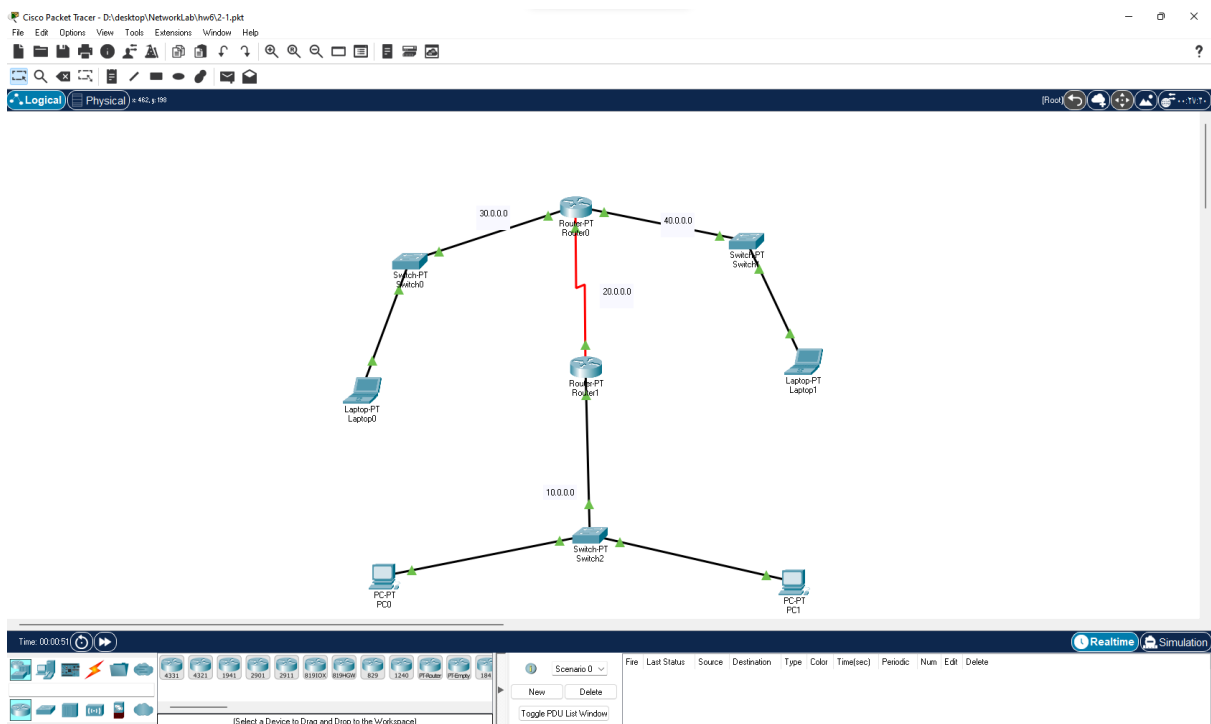 Cisco Packet Tracer - D:\desktop\NetworkLab\hw6\2-1.pkt
File Edit Options View Tools Extensions Window Help
?
Logical Physical x: 462, y: 198
[Root]
30.0.0.0
Router-PT
Router0
40.0.0.0
Switch-PT
Switch0
Switch-PT
Switch1
20.0.0.0
Router-PT
Router1
Laptop-PT
Laptop0
Laptop-PT
Laptop1
10.0.0.0
Switch-PT
Switch2
PC-PT
PC0
PC-PT
PC1
Time: 00:00:51
Realtime Simulation
4331 4321 1941 2901 2911 819IOX 819HGW 829 1240 PT-Router PT-Empty 184
Scenario 0
New Delete
Toggle PDU List Window
Fire Last Status Source Destination Type Color Time(sec) Periodic Num Edit Delete
(Select a Device to Drag and Drop to the Workspace)